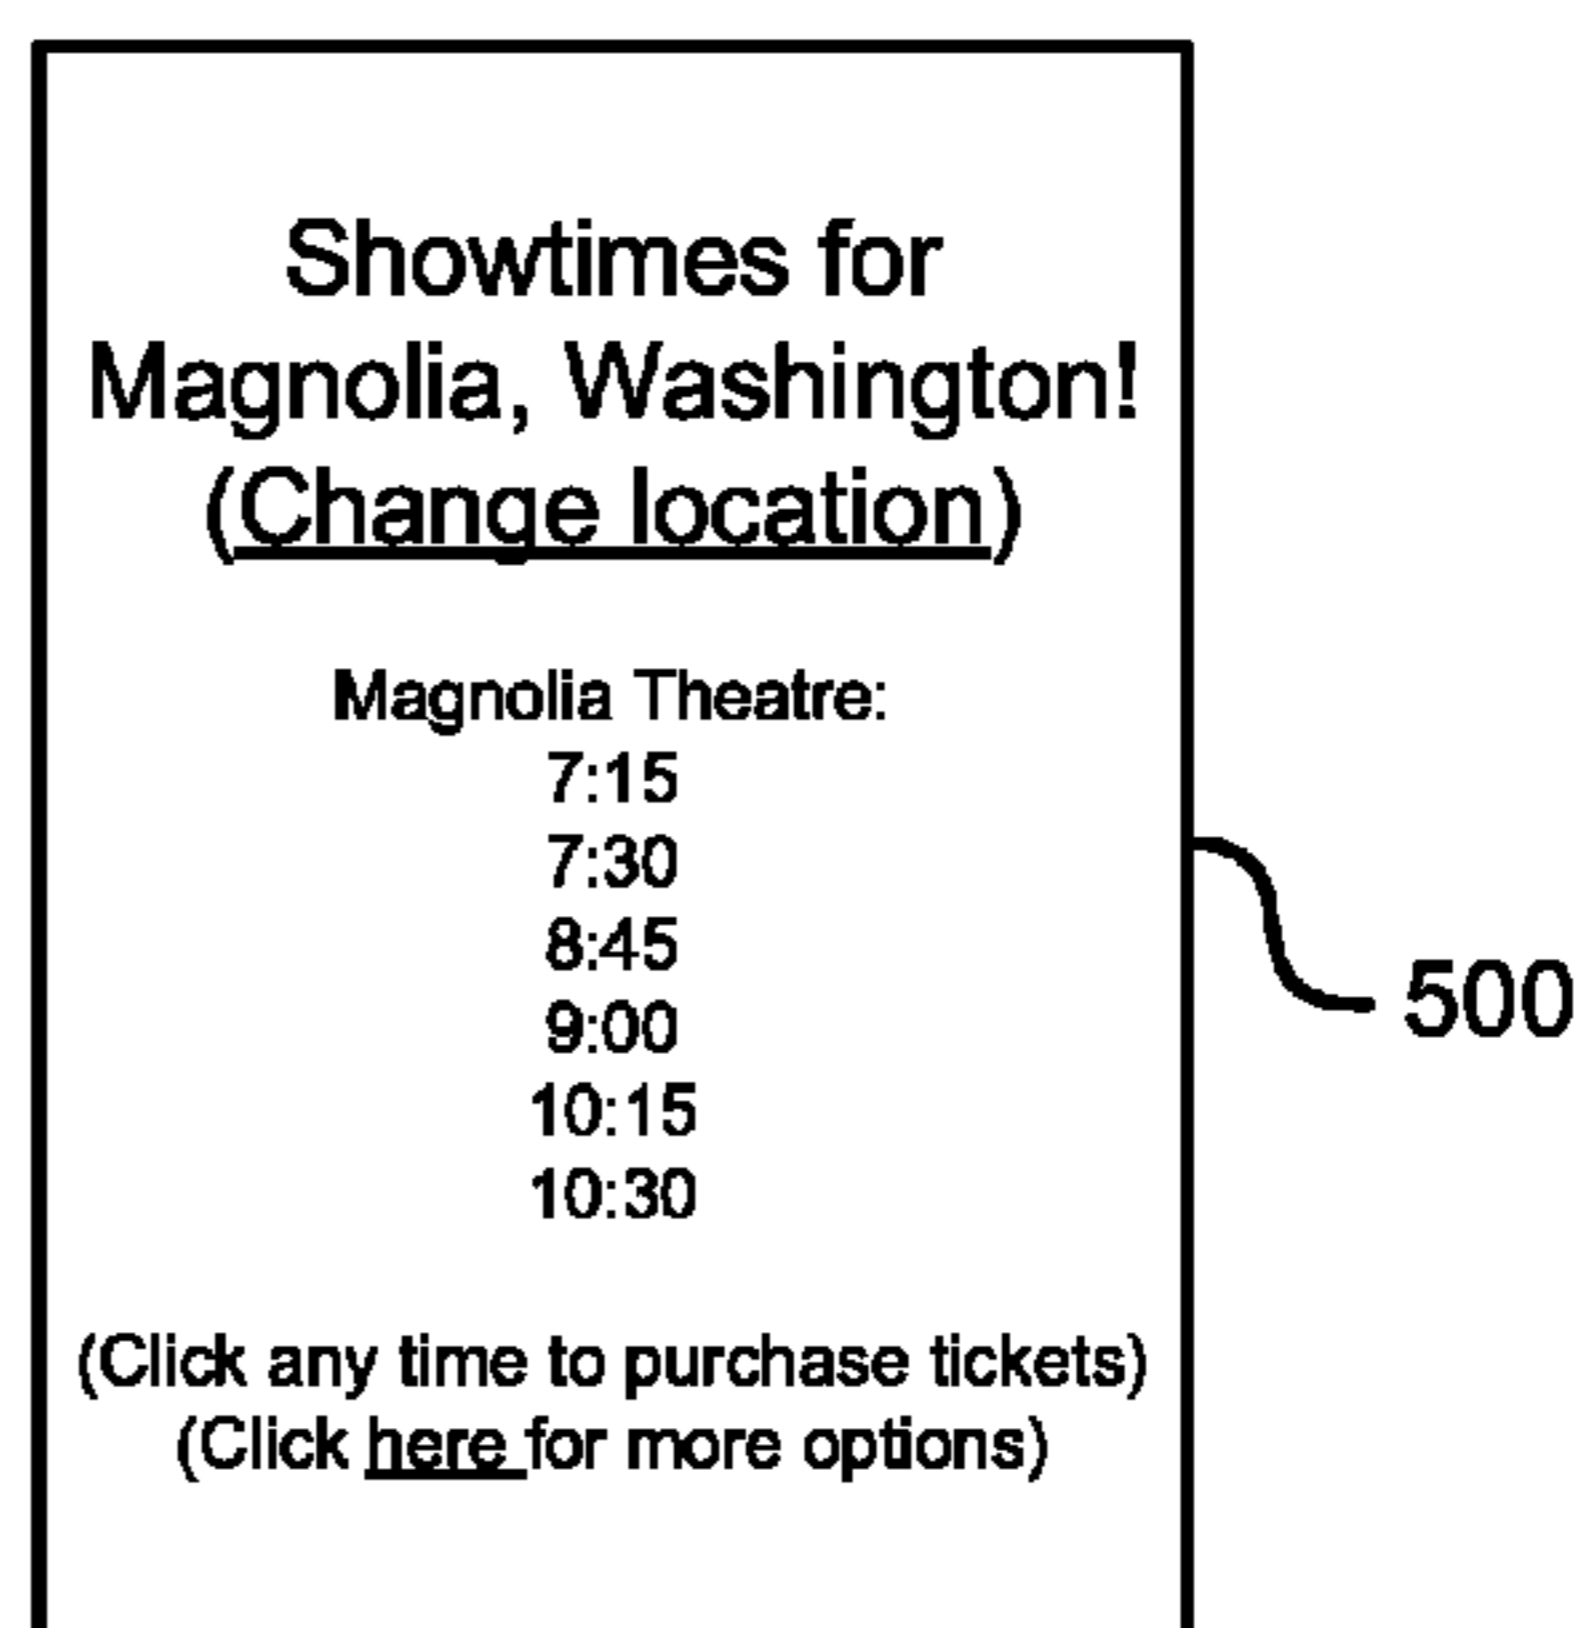 Showtimes for
Magnolia, Washington!
(Change location)
Magnolia Theatre:
7:15
7:30
8:45
9:00
10:15
10:30
500
(Click any time to purchase tickets)
(Click here for more options)